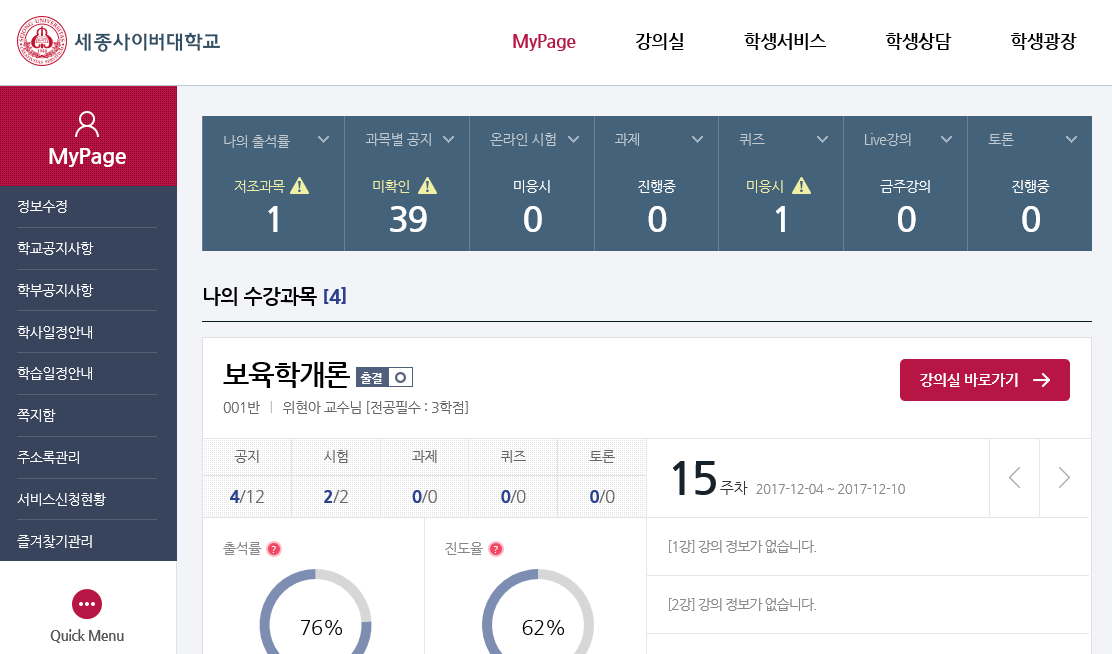 세종사이버대학교
MyPage 강의실 학생서비스 학생상담 학생광장
MyPage
정보수정
학교공지사항
학부공지사항
학사일정안내
학습일정안내
쪽지함
주소록관리
서비스신청현황
즐겨찾기관리
Quick Menu
나의 출석률 과목별 공지 온라인 시험 과제 퀴즈 Live강의 토론
저조과목 미확인 미응시 진행중 미응시 금주강의 진행중
1 39 0 0 1 0 0
나의 수강과목 [4]
보육학개론 출결 O
강의실 바로가기
001반 | 위현아 교수님 [전공필수 : 3학점]
공지 시험 과제 퀴즈 토론
4/12 2/2 0/0 0/0 0/0
15 주차 2017-12-04 ~ 2017-12-10
출석률 ? 진도율 ?
76% 62%
[1강] 강의 정보가 없습니다.
[2강] 강의 정보가 없습니다.